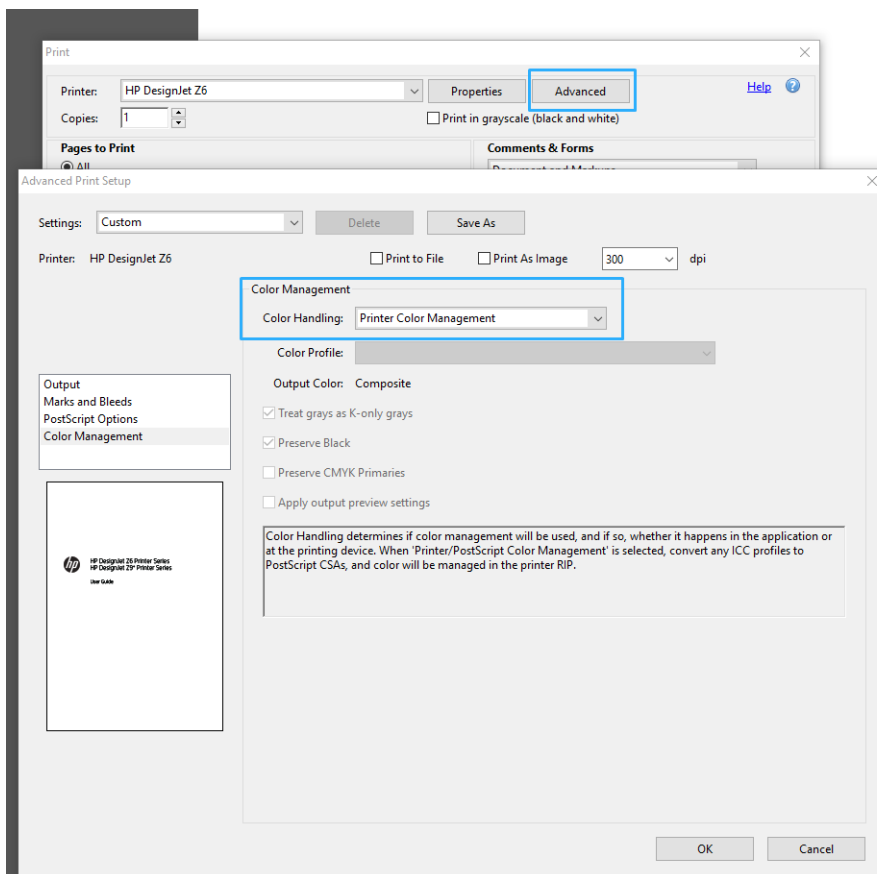 Print
Printer: HP DesignJet Z6 Properties Advanced Help ?
Copies: 1 Print in grayscale (black and white)
Pages to Print Comments & Forms
All Document and Markups
Advanced Print Setup
Settings: Custom Delete Save As
Printer: HP DesignJet Z6 Print to File Print As Image 300 dpi
Color Management
Color Handling: Printer Color Management
Color Profile:
Output Color: Composite
Treat grays as K-only grays
Preserve Black
Preserve CMYK Primaries
Apply output preview settings
Output
Marks and Bleeds
PostScript Options
Color Management
Color Handling determines if color management will be used, and if so, whether it happens in the application or
at the printing device. When 'Printer/PostScript Color Management' is selected, convert any ICC profiles to
PostScript CSAs, and color will be managed in the printer RIP.
hp
HP DesignJet Z6 Printer Series
HP DesignJet Z9+ Printer Series
User Guide
OK Cancel